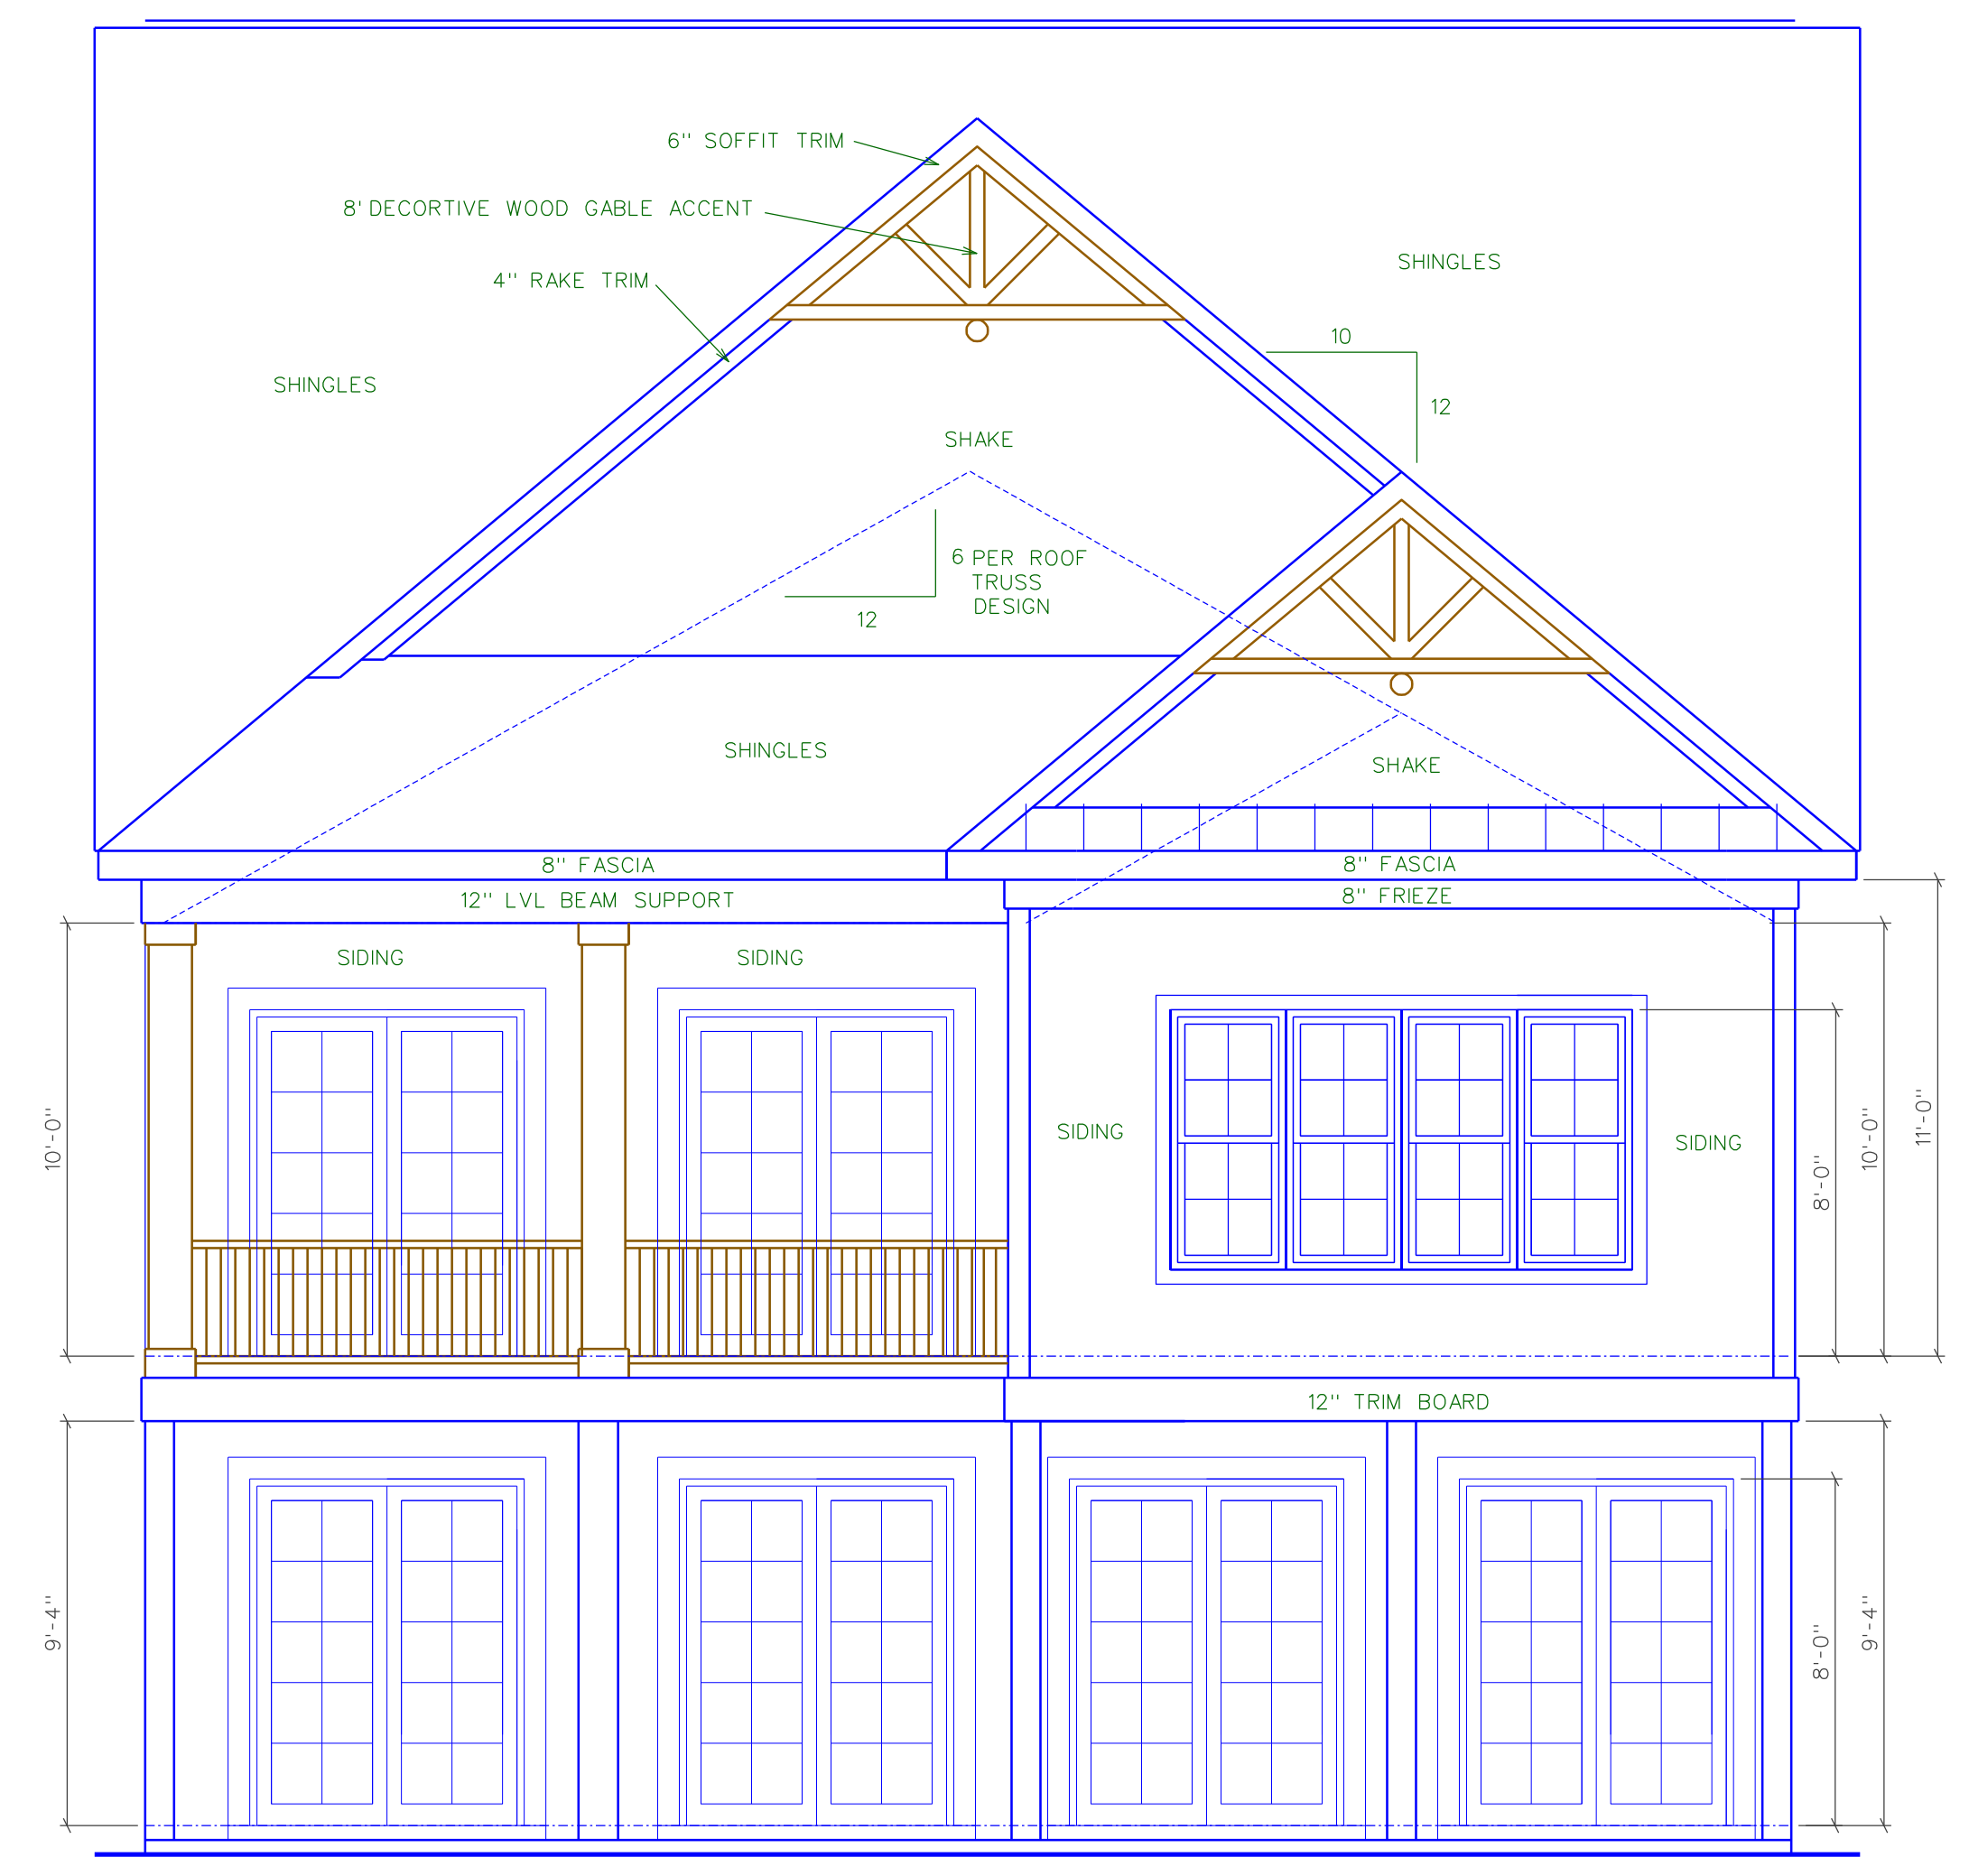 6" SOFFIT TRIM
8' DECORTIVE WOOD GABLE ACCENT
SHINGLES
4" RAKE TRIM
10
SHINGLES
12
SHAKE
6 PER ROOF
TRUSS
DESIGN
12
SHINGLES
SHAKE
8" FASCIA
8" FASCIA
12" LVL BEAM SUPPORT
8" FRIEZE
SIDING
SIDING
10'-0"
SIDING
SIDING
8'-0"
10'-0"
11'-0"
12" TRIM BOARD
9'-4"
8'-0"
9'-4"